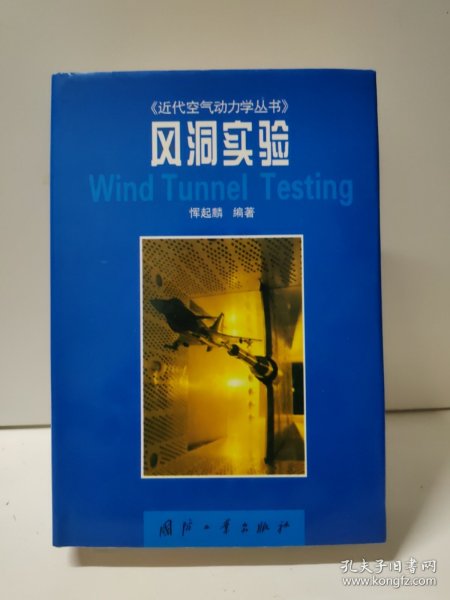 《近代空气动力学丛书》
风洞实验
Wind Tunnel Testing
恽起麟 编著
国防工业出版社
孔夫子旧书网
www.kongfz.com